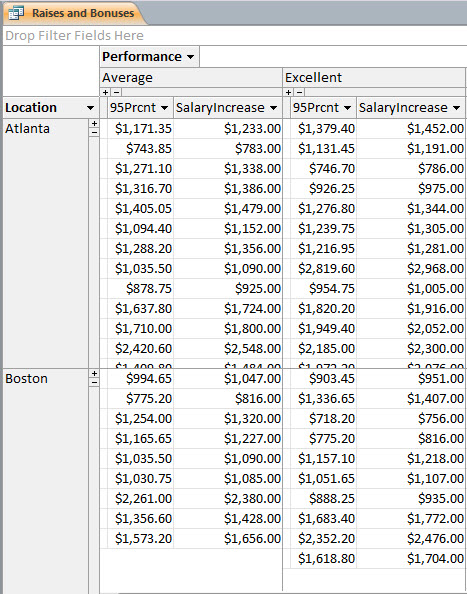 Raises and Bonuses
Drop Filter Fields Here
Performance
Average Excellent
+ - + -
Location 95Prcnt SalaryIncrease 95Prcnt SalaryIncrease
Atlanta + $1,171.35 $1,233.00 $1,379.40 $1,452.00
- $743.85 $783.00 $1,131.45 $1,191.00
$1,271.10 $1,338.00 $746.70 $786.00
$1,316.70 $1,386.00 $926.25 $975.00
$1,405.05 $1,479.00 $1,276.80 $1,344.00
$1,094.40 $1,152.00 $1,239.75 $1,305.00
$1,288.20 $1,356.00 $1,216.95 $1,281.00
$1,035.50 $1,090.00 $2,819.60 $2,968.00
$878.75 $925.00 $954.75 $1,005.00
$1,637.80 $1,724.00 $1,820.20 $1,916.00
$1,710.00 $1,800.00 $1,949.40 $2,052.00
$2,420.60 $2,548.00 $2,185.00 $2,300.00
Boston + $994.65 $1,047.00 $903.45 $951.00
- $775.20 $816.00 $1,336.65 $1,407.00
$1,254.00 $1,320.00 $718.20 $756.00
$1,165.65 $1,227.00 $775.20 $816.00
$1,035.50 $1,090.00 $1,157.10 $1,218.00
$1,030.75 $1,085.00 $1,051.65 $1,107.00
$2,261.00 $2,380.00 $888.25 $935.00
$1,356.60 $1,428.00 $1,683.40 $1,772.00
$1,573.20 $1,656.00 $2,352.20 $2,476.00
$1,618.80 $1,704.00